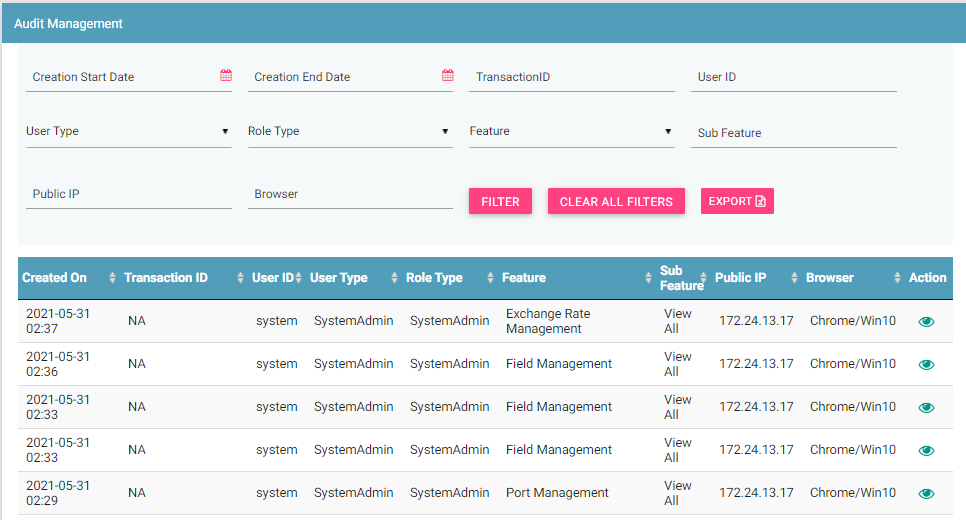 Audit Management
Creation Start Date Creation End Date TransactionID User ID
User Type Role Type Feature Sub Feature
Public IP Browser FILTER CLEAR ALL FILTERS EXPORT
Created On Transaction ID User ID User Type Role Type Feature Sub Feature Public IP Browser Action
2021-05-31 02:37 NA system SystemAdmin SystemAdmin Exchange Rate Management View All 172.24.13.17 Chrome/Win10
2021-05-31 02:36 NA system SystemAdmin SystemAdmin Field Management View All 172.24.13.17 Chrome/Win10
2021-05-31 02:33 NA system SystemAdmin SystemAdmin Field Management View All 172.24.13.17 Chrome/Win10
2021-05-31 02:33 NA system SystemAdmin SystemAdmin Field Management View All 172.24.13.17 Chrome/Win10
2021-05-31 02:29 NA system SystemAdmin SystemAdmin Port Management View All 172.24.13.17 Chrome/Win10